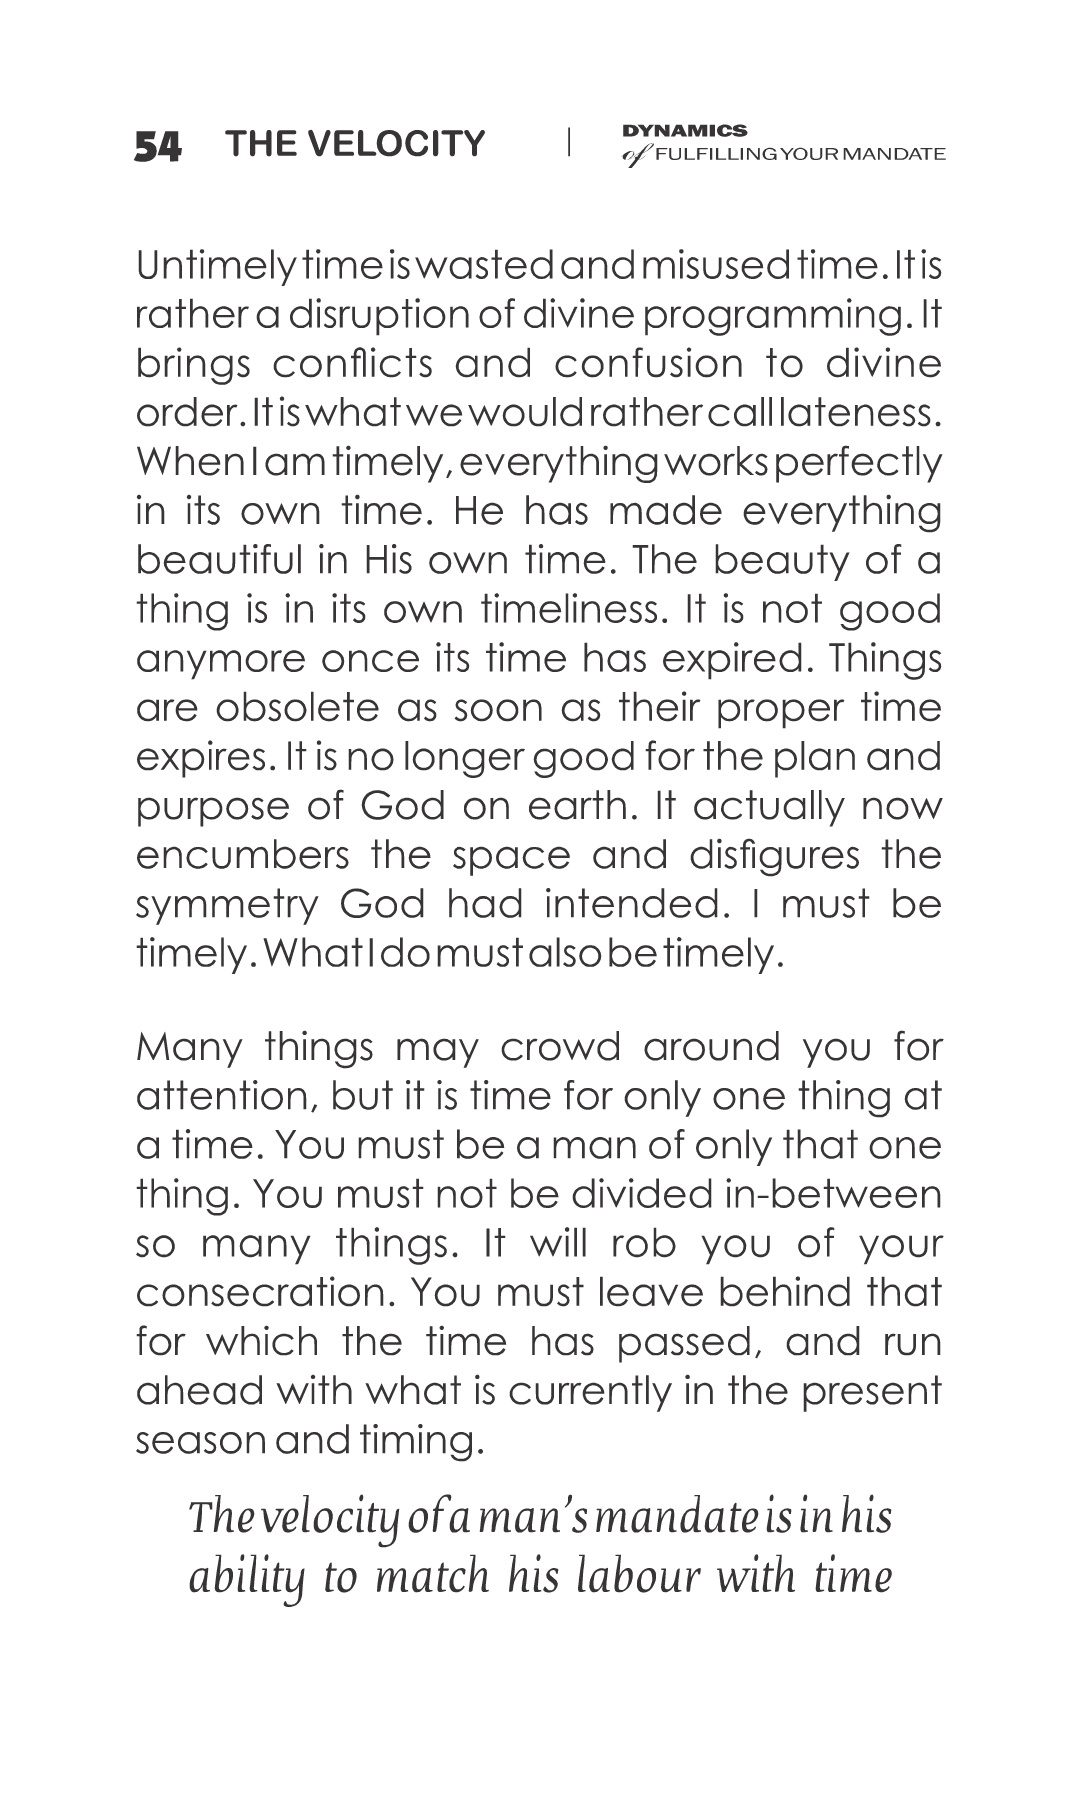 54 THE VELOCITY | DYNAMICS
of FULFILLING YOUR MANDATE
Untimely time is wasted and misused time. It is
rather a disruption of divine programming. It
brings conflicts and confusion to divine
order. It is what we would rather call lateness.
When I am timely, everything works perfectly
in its own time. He has made everything
beautiful in His own time. The beauty of a
thing is in its own timeliness. It is not good
anymore once its time has expired. Things
are obsolete as soon as their proper time
expires. It is no longer good for the plan and
purpose of God on earth. It actually now
encumbers the space and disfigures the
symmetry God had intended. I must be
timely. What I do must also be timely.
Many things may crowd around you for
attention, but it is time for only one thing at
a time. You must be a man of only that one
thing. You must not be divided in-between
so many things. It will rob you of your
consecration. You must leave behind that
for which the time has passed, and run
ahead with what is currently in the present
season and timing.
The velocity of a man’s mandate is in his
ability to match his labour with time